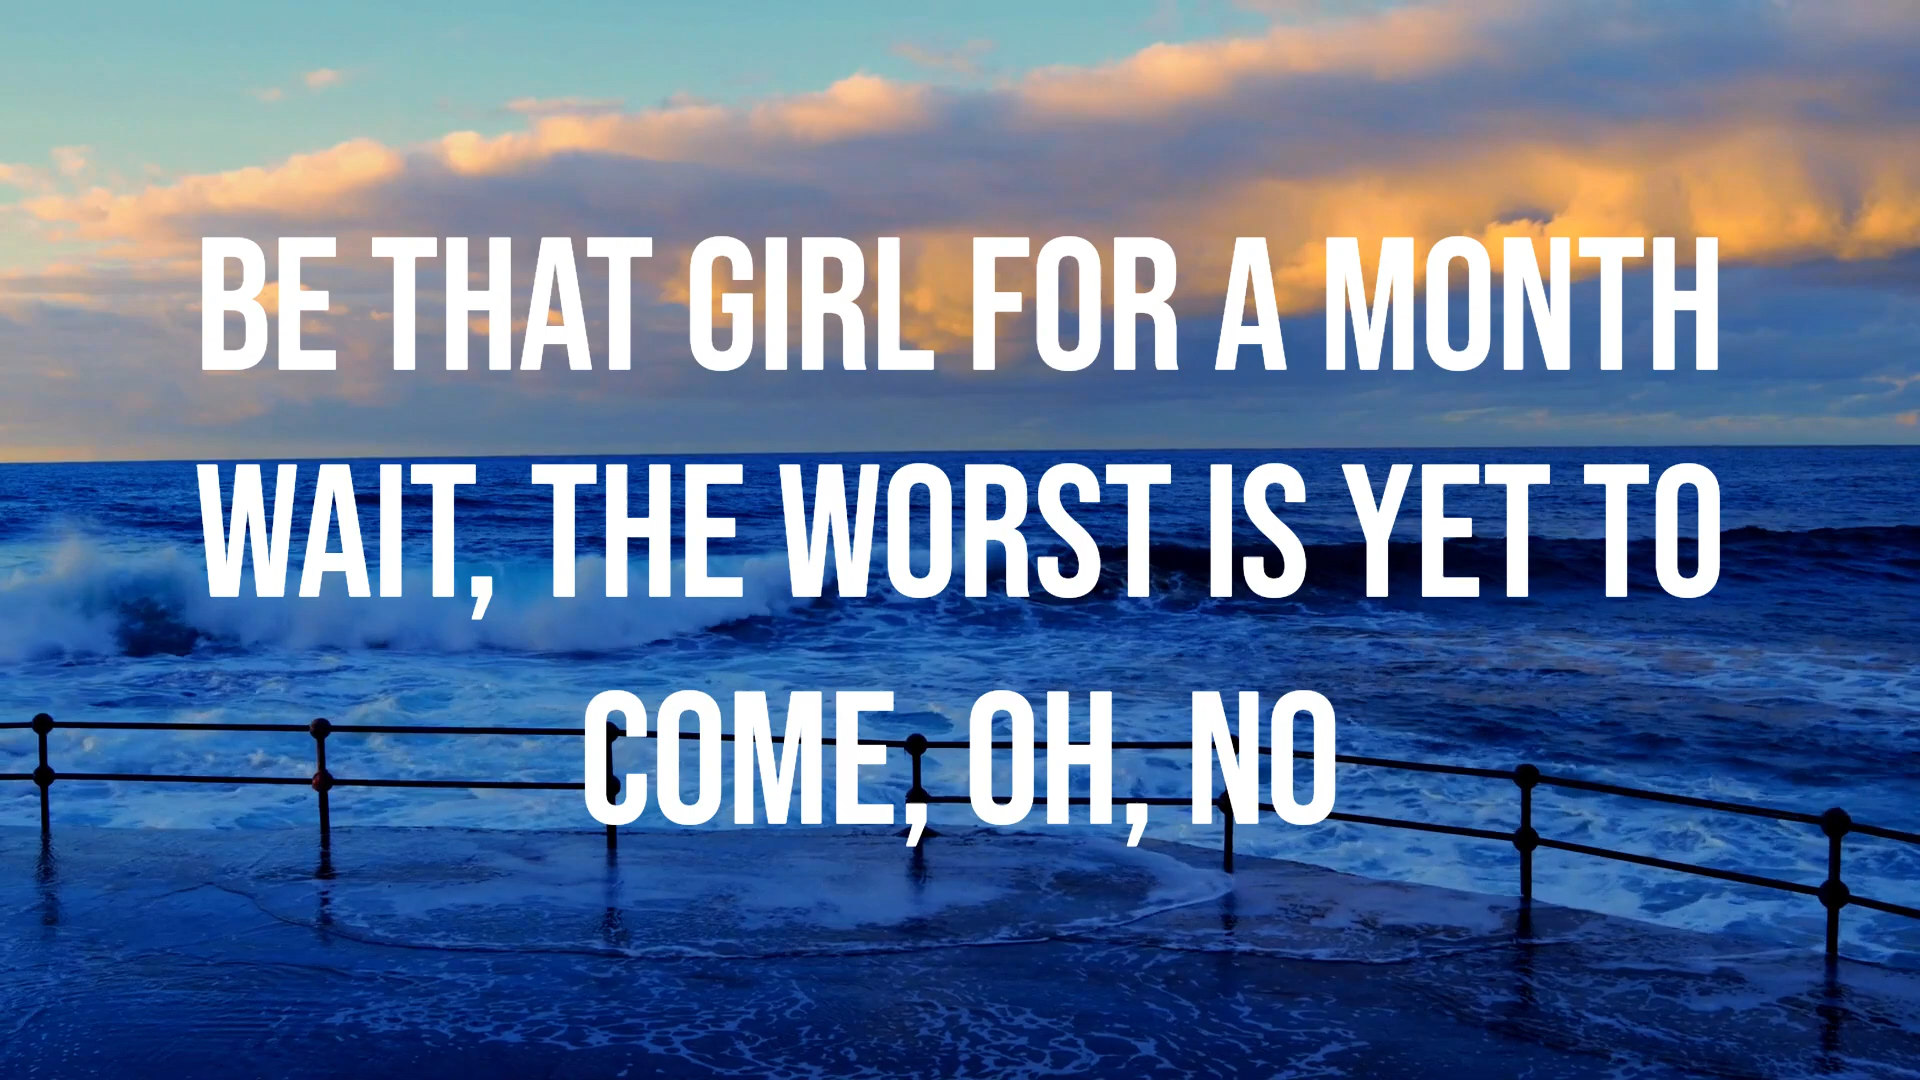 BE THAT GIRL FOR A MONTH
WAIT, THE WORST IS YET TO
COME, OH, NO